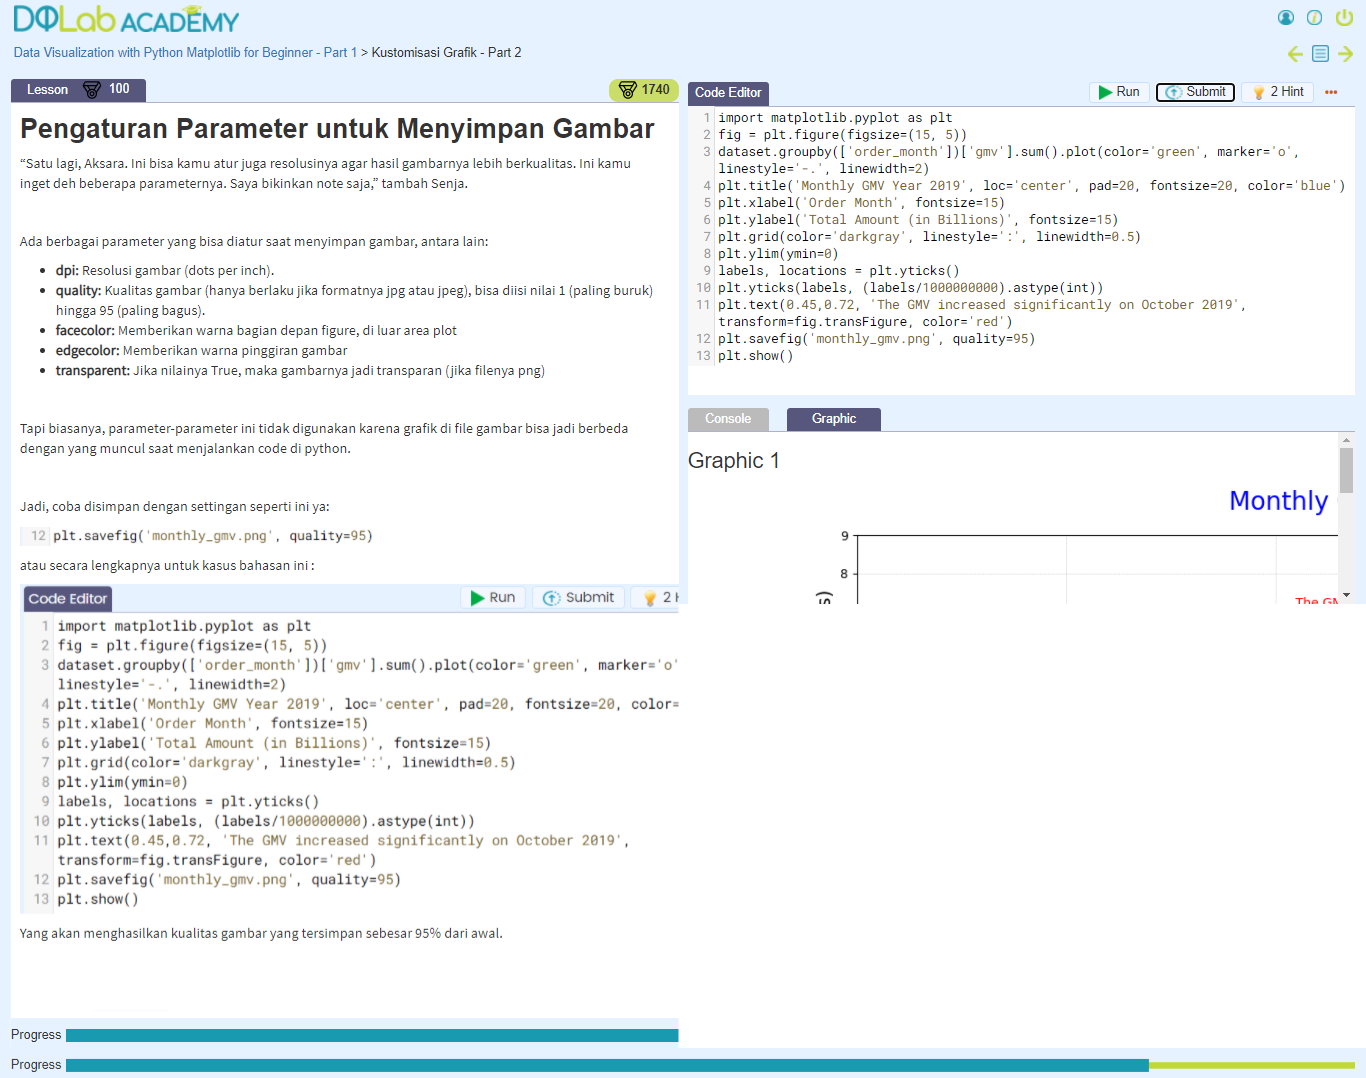 DQLab ACADEMY
Data Visualization with Python Matplotlib for Beginner - Part 1 > Kustomisasi Grafik - Part 2
Lesson 100
1740
Pengaturan Parameter untuk Menyimpan Gambar
“Satu lagi, Aksara. Ini bisa kamu atur juga resolusinya agar hasil gambarnya lebih berkualitas. Ini kamu
inget deh beberapa parameternya. Saya bikinkan note saja,” tambah Senja.
Ada berbagai parameter yang bisa diatur saat menyimpan gambar, antara lain:
• dpi: Resolusi gambar (dots per inch).
• quality: Kualitas gambar (hanya berlaku jika formatnya jpg atau jpeg), bisa diisi nilai 1 (paling buruk)
hingga 95 (paling bagus).
• facecolor: Memberikan warna bagian depan figure, di luar area plot
• edgecolor: Memberikan warna pinggiran gambar
• transparent: Jika nilainya True, maka gambarnya jadi transparan (jika filenya png)
Tapi biasanya, parameter-parameter ini tidak digunakan karena grafik di file gambar bisa jadi berbeda
dengan yang muncul saat menjalankan code di python.
Jadi, coba disimpan dengan settingan seperti ini ya:
12 plt.savefig('monthly_gmv.png', quality=95)
atau secara lengkapnya untuk kasus bahasan ini :
Code Editor
Run
Submit
2 H
1 import matplotlib.pyplot as plt
2 fig = plt.figure(figsize=(15, 5))
3 dataset.groupby(['order_month'])['gmv'].sum().plot(color='green', marker='o'
linestyle='-.', linewidth=2)
4 plt.title('Monthly GMV Year 2019', loc='center', pad=20, fontsize=20, color=
5 plt.xlabel('Order Month', fontsize=15)
6 plt.ylabel('Total Amount (in Billions)', fontsize=15)
7 plt.grid(color='darkgray', linestyle=':', linewidth=0.5)
8 plt.ylim(ymin=0)
9 labels, locations = plt.yticks()
10 plt.yticks(labels, (labels/1000000000).astype(int))
11 plt.text(0.45,0.72, 'The GMV increased significantly on October 2019',
transform=fig.transFigure, color='red')
12 plt.savefig('monthly_gmv.png', quality=95)
13 plt.show()
Yang akan menghasilkan kualitas gambar yang tersimpan sebesar 95% dari awal.
Progress
Progress
Code Editor
Run
Submit
2 Hint
1 import matplotlib.pyplot as plt
2 fig = plt.figure(figsize=(15, 5))
3 dataset.groupby(['order_month'])['gmv'].sum().plot(color='green', marker='o',
linestyle='-.', linewidth=2)
4 plt.title('Monthly GMV Year 2019', loc='center', pad=20, fontsize=20, color='blue')
5 plt.xlabel('Order Month', fontsize=15)
6 plt.ylabel('Total Amount (in Billions)', fontsize=15)
7 plt.grid(color='darkgray', linestyle=':', linewidth=0.5)
8 plt.ylim(ymin=0)
9 labels, locations = plt.yticks()
10 plt.yticks(labels, (labels/1000000000).astype(int))
11 plt.text(0.45,0.72, 'The GMV increased significantly on October 2019',
transform=fig.transFigure, color='red')
12 plt.savefig('monthly_gmv.png', quality=95)
13 plt.show()
Console
Graphic
Graphic 1
Monthly
9
8
s)
The GM